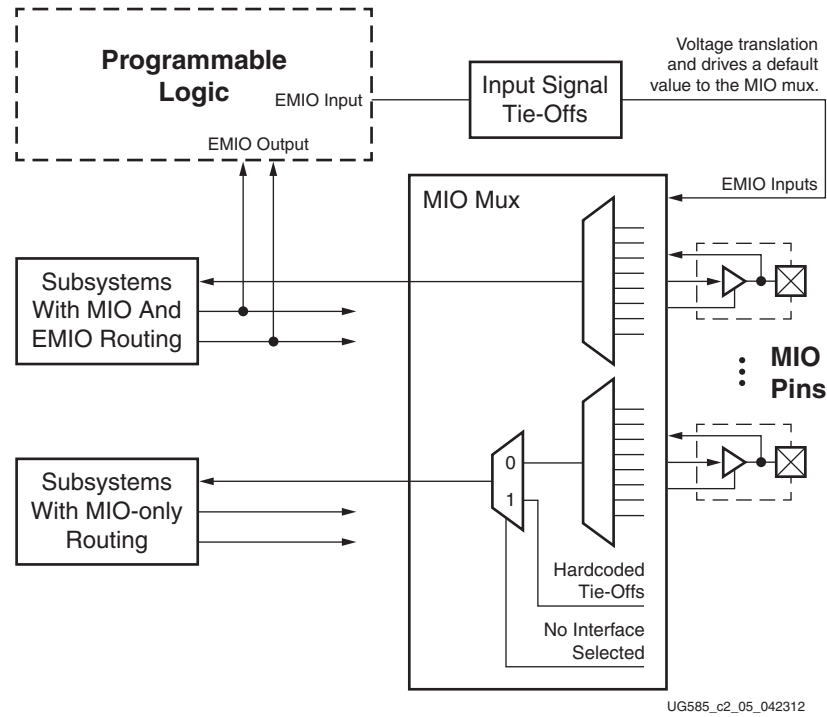 Programmable
Logic
EMIO Input
EMIO Output
Input Signal
Tie-Offs
Voltage translation
and drives a default
value to the MIO mux.
EMIO Inputs
MIO Mux
Subsystems
With MIO And
EMIO Routing
MIO
Pins
Subsystems
With MIO-only
Routing
0
1
Hardcoded
Tie-Offs
No Interface
Selected
UG585_c2_05_042312